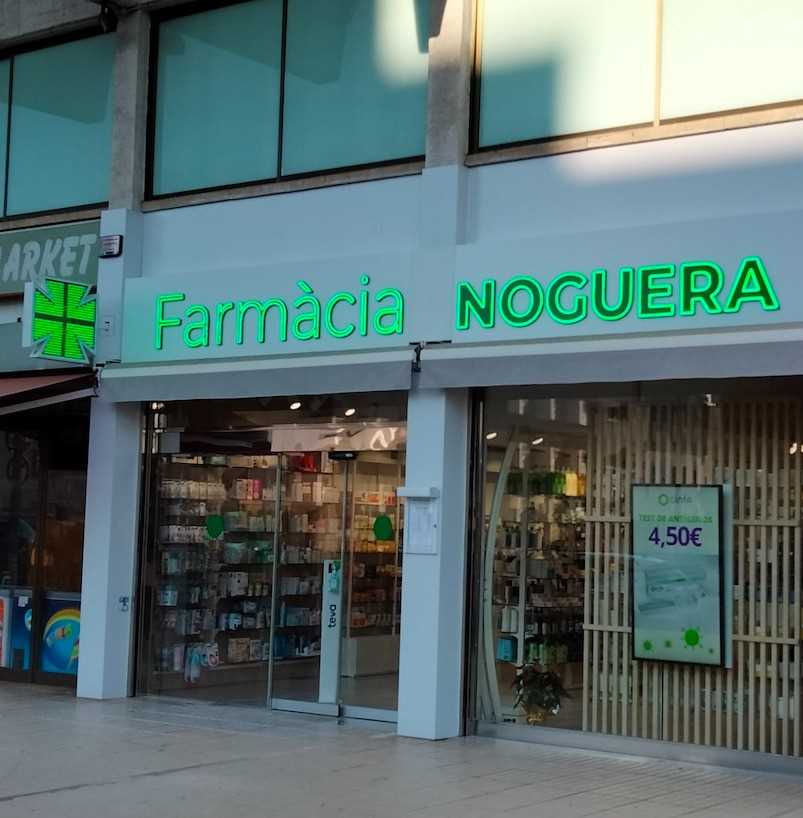 ARKET
Farmàcia NOGUERA
cinfa
TEST DE ANTÍGENOS
4,50€
teva